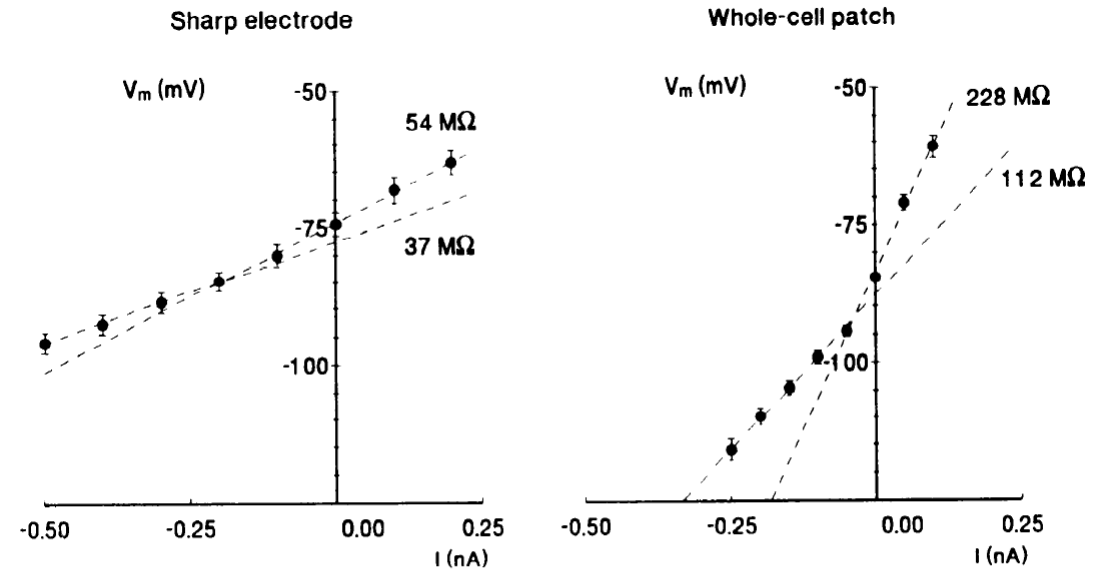 Sharp electrode
Vm (mV)
-50
54 MΩ
-75
37 MΩ
-100
-0.50
-0.25
0.00
0.25
I (nA)
Whole-cell patch
Vm (mV)
-50
228 MΩ
112 MΩ
-75
-100
-0.50
-0.25
0.00
0.25
I (nA)